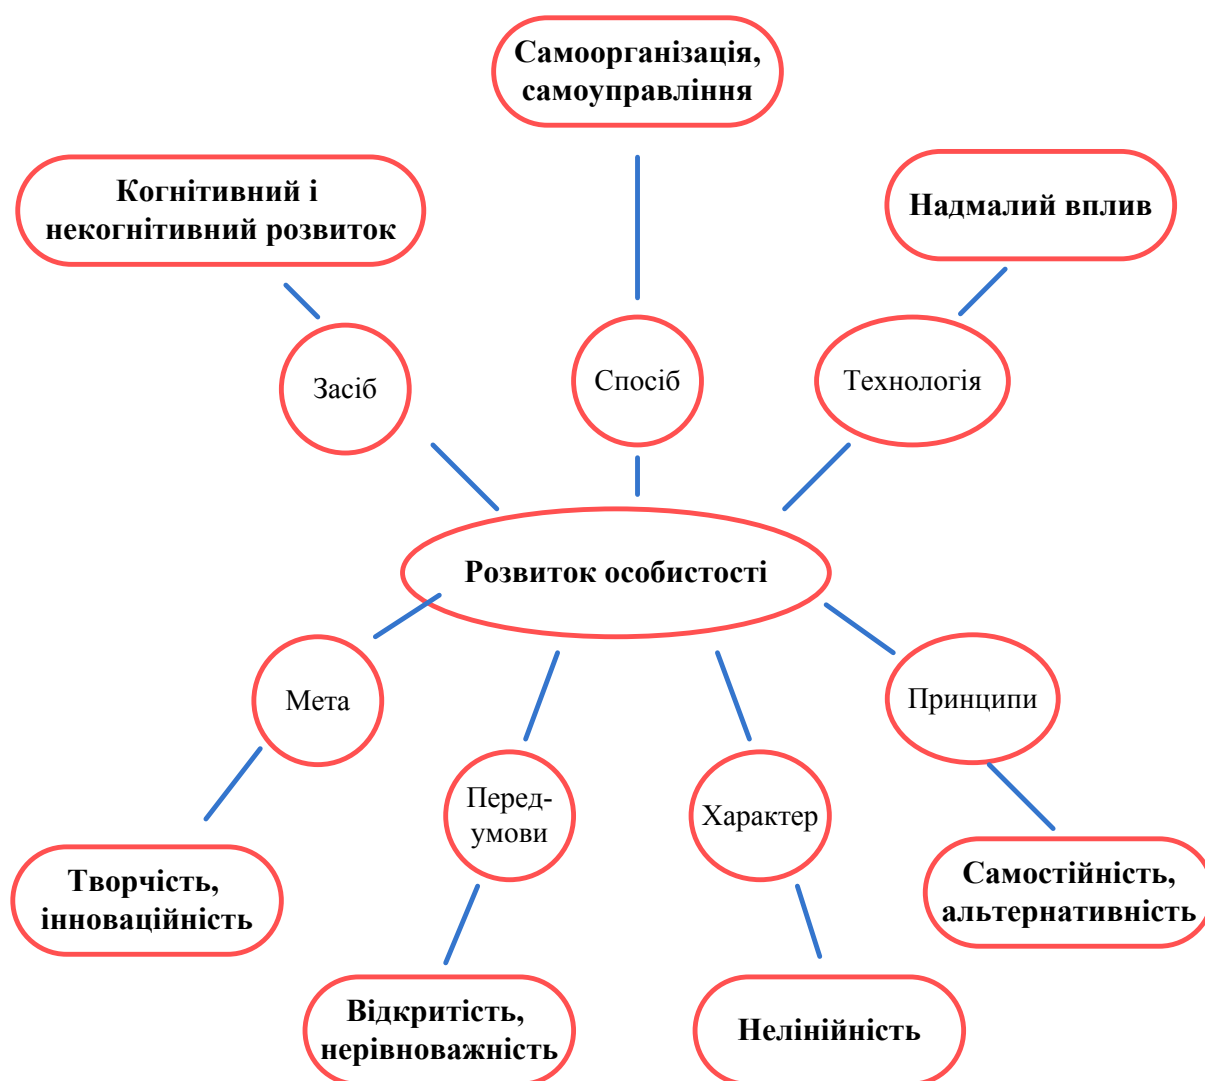 Самоорганізація,
самоуправління
Когнітивний і
некогнітивний розвиток
Надмалий вплив
Засіб
Спосіб
Технологія
Розвиток особистості
Мета
Принципи
Перед-
умови
Характер
Творчість,
інноваційність
Самостійність,
альтернативність
Відкритість,
нерівноважність
Нелінійність